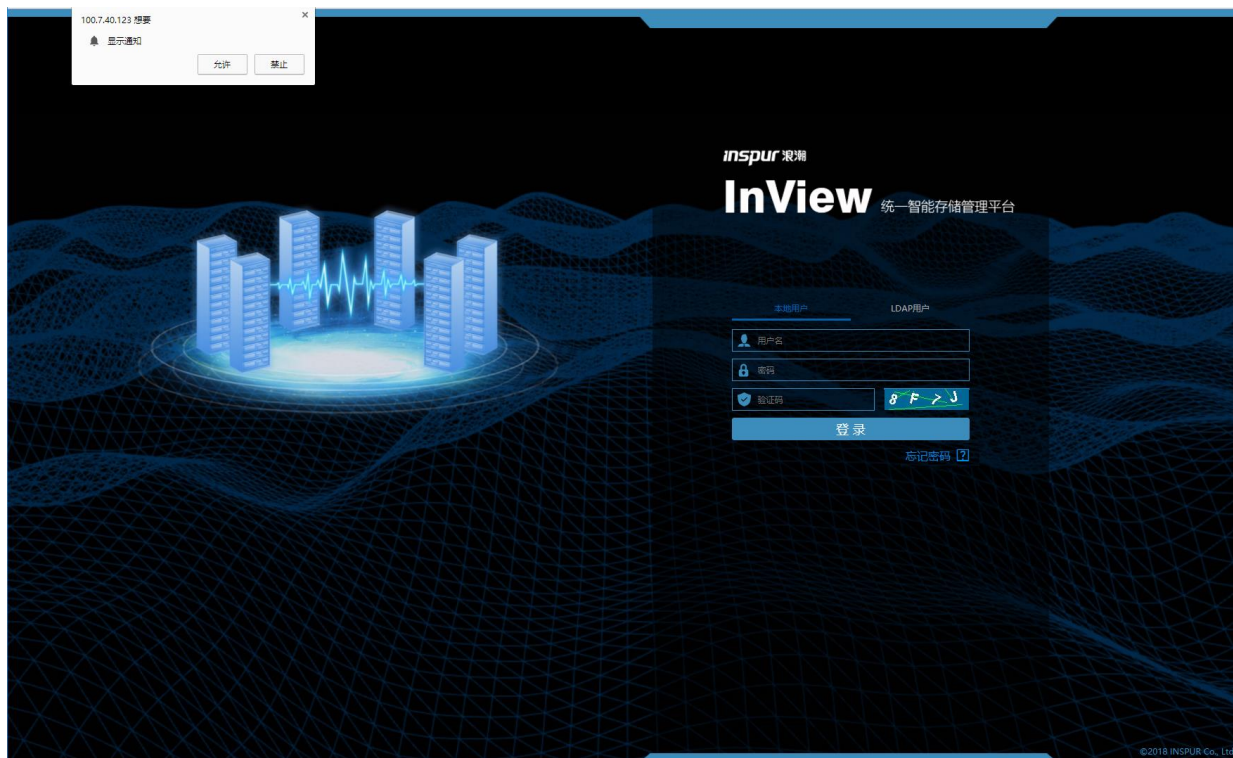 100.7.40.123 想要
×
显示通知
允许 禁止
inspur 浪潮
InView 统一智能存储管理平台
本地用户 LDAP用户
用户名
密码
验证码 8F7J
登 录
忘记密码 ?
©2018 INSPUR Co., Ltd